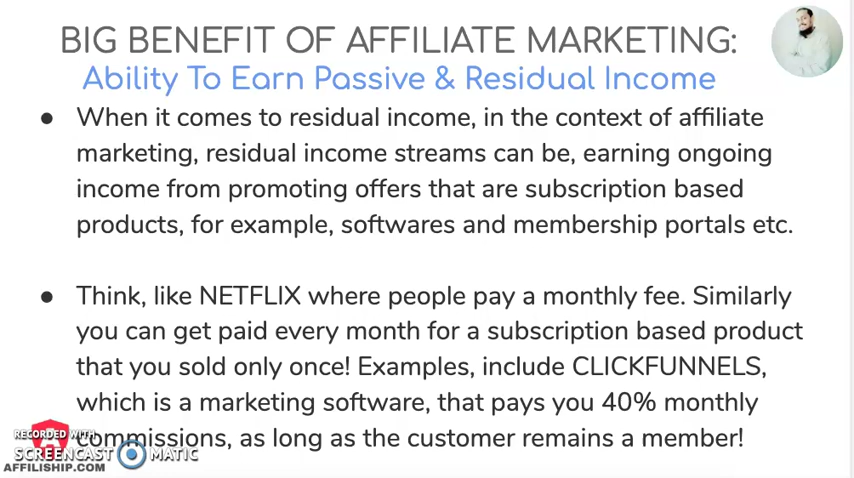 BIG BENEFIT OF AFFILIATE MARKETING:
Ability To Earn Passive & Residual Income
● When it comes to residual income, in the context of affiliate
marketing, residual income streams can be, earning ongoing
income from promoting offers that are subscription based
products, for example, softwares and membership portals etc.
● Think, like NETFLIX where people pay a monthly fee. Similarly
you can get paid every month for a subscription based product
that you sold only once! Examples, include CLICKFUNNELS,
which is a marketing software, that pays you 40% monthly
commissions, as long as the customer remains a member!
RECORDED WITH
SCREENCAST MATIC
AFFILISHIP.COM